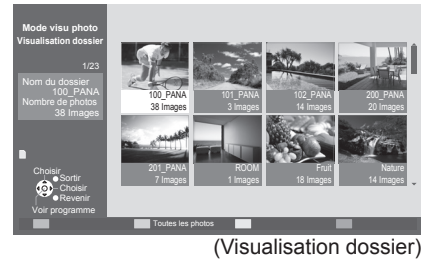 Mode visu photo
Visualisation dossier
1/23
Nom du dossier
100_PANA
Nombre de photos
38 Images
Choisir
Sortir
Choisir
Revenir
Voir programme
100_PANA
38 Images
101_PANA
3 Images
102_PANA
14 Images
200_PANA
20 Images
201_PANA
7 Images
ROOM
1 Images
Fruit
18 Images
Nature
14 Images
Toutes les photos
(Visualisation dossier)